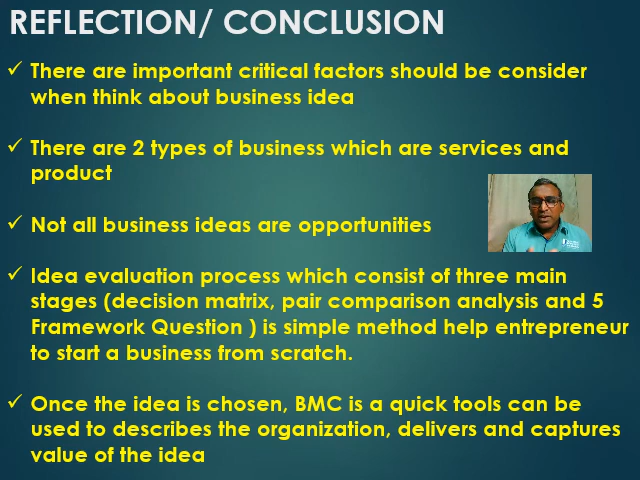 REFLECTION/ CONCLUSION
✓ There are important critical factors should be consider
when think about business idea
✓ There are 2 types of business which are services and
product
✓ Not all business ideas are opportunities
✓ Idea evaluation process which consist of three main
stages (decision matrix, pair comparison analysis and 5
Framework Question ) is simple method help entrepreneur
to start a business from scratch.
✓ Once the idea is chosen, BMC is a quick tools can be
used to describes the organization, delivers and captures
value of the idea